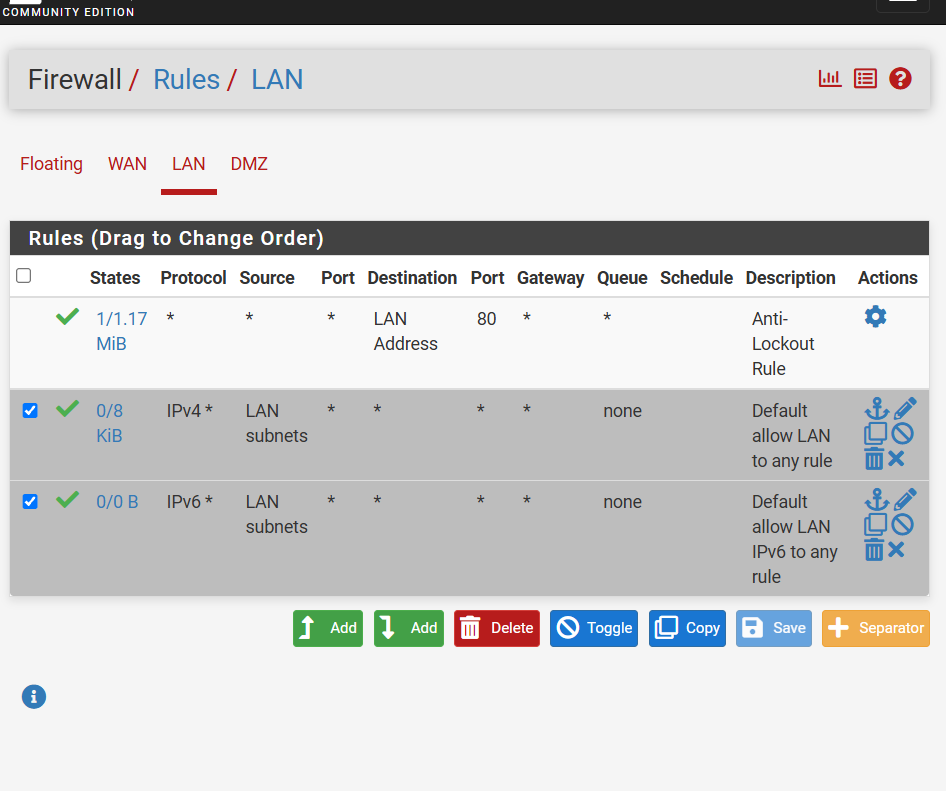 COMMUNITY EDITION
Firewall / Rules / LAN
Floating WAN LAN DMZ
Rules (Drag to Change Order)
States Protocol Source Port Destination Port Gateway Queue Schedule Description Actions
1/1.17 * * * LAN 80 * * Anti-
MiB Address Lockout
Rule
0/8 IPv4 * LAN * * * * none Default
KiB subnets allow LAN
to any rule
0/0 B IPv6 * LAN * * * * none Default
subnets allow LAN
IPv6 to any
rule
Add Add Delete Toggle Copy Save Separator